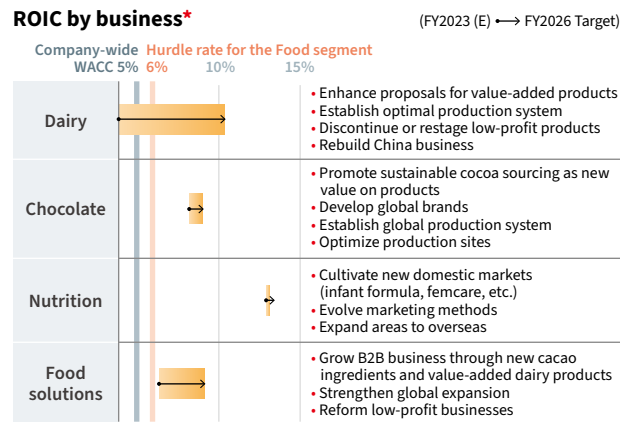 ROIC by business*
(FY2023 (E) •→ FY2026 Target)
Company-wide Hurdle rate for the Food segment
WACC 5% 6% 10% 15%
Dairy
• Enhance proposals for value-added products
• Establish optimal production system
• Discontinue or restage low-profit products
• Rebuild China business
Chocolate
• Promote sustainable cocoa sourcing as new
value on products
• Develop global brands
• Establish global production system
• Optimize production sites
Nutrition
• Cultivate new domestic markets
(infant formula, femcare, etc.)
• Evolve marketing methods
• Expand areas to overseas
Food
solutions
• Grow B2B business through new cacao
ingredients and value-added dairy products
• Strengthen global expansion
• Reform low-profit businesses